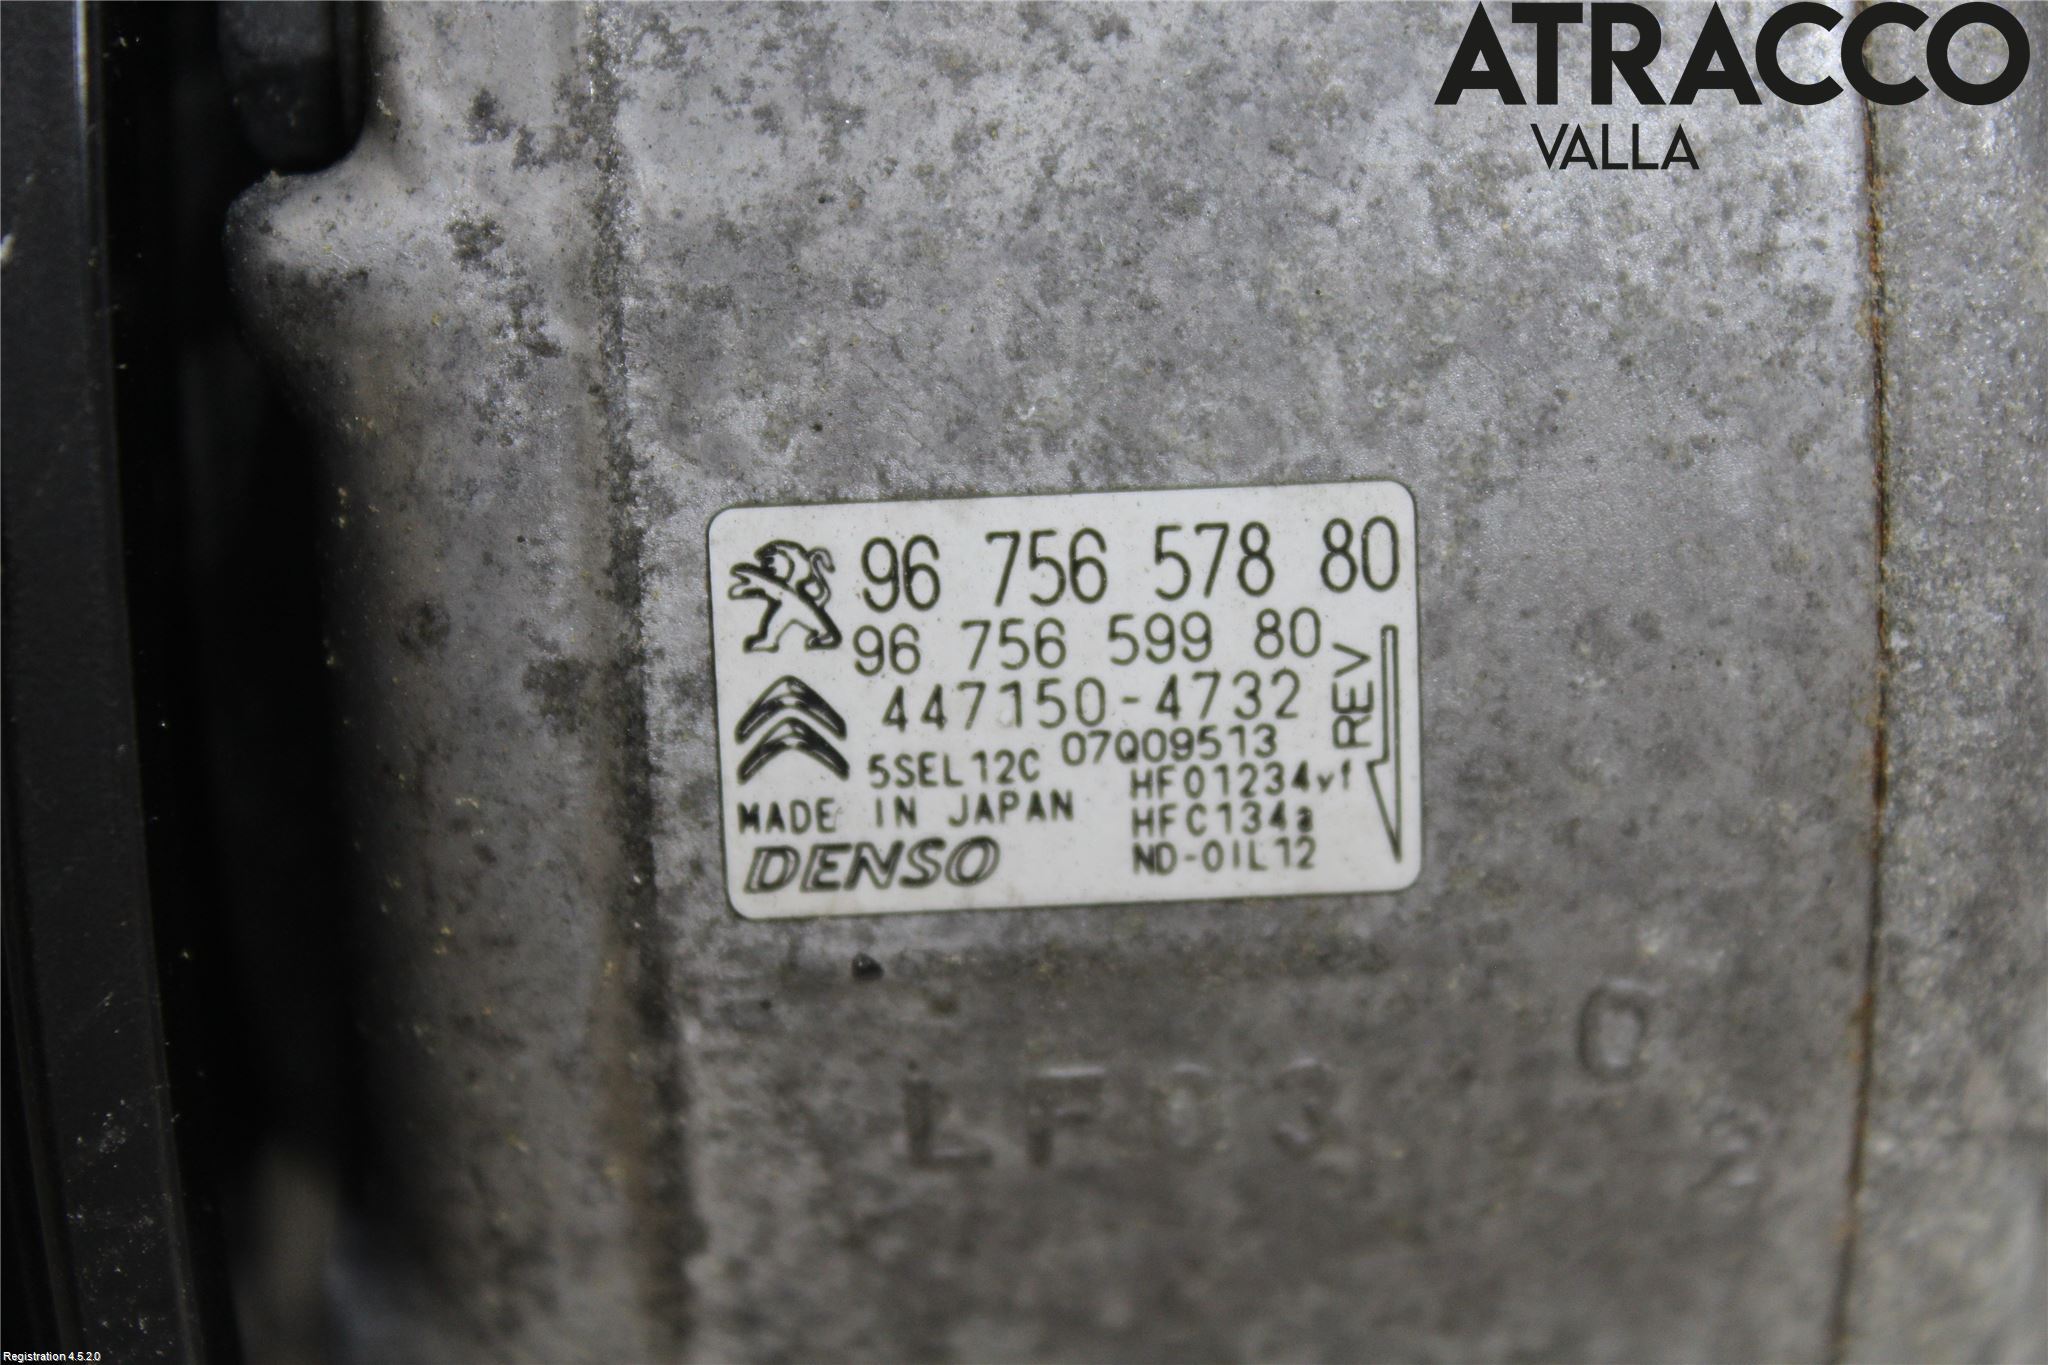 ATRACCO
VALLA
96 756 578 80
96 756 599 80
447150-4732
REV
5SEL12C 07Q09513
HFO1234yf
MADE IN JAPAN
HFC134a
DENSO
ND-OIL12
LF03
Registration 4.5.2.0